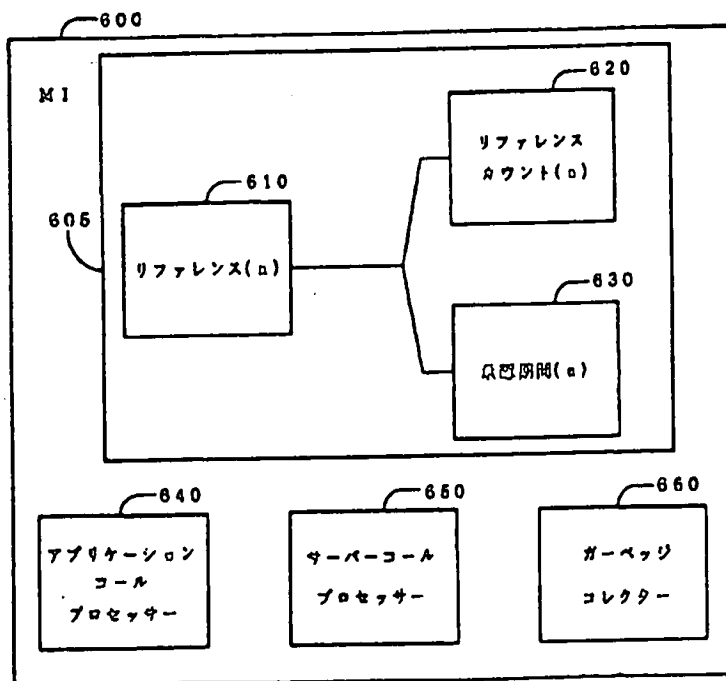 600
MI
620
リファレンス
カウント(n)
610
605
リファレンス(n)
630
期間(n)
640
アプリケーション
コール
プロセッサー
650
サーバーコール
プロセッサー
660
ガーベッジ
コレクター